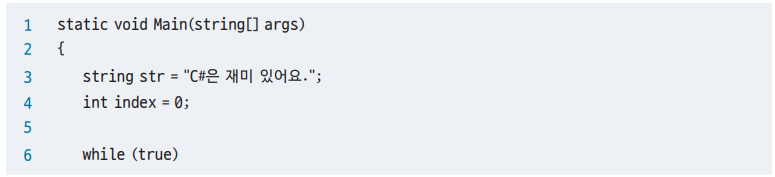 1 static void Main(string[] args)
2 {
3 string str = "C#은 재미 있어요.";
4 int index = 0;
5
6 while (true)